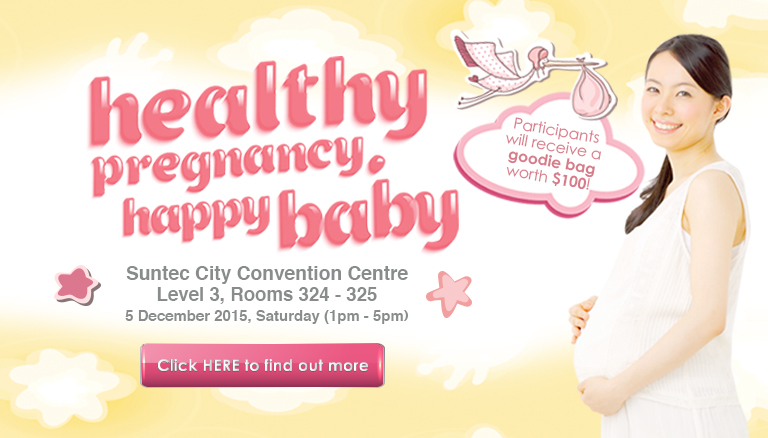 healthy
pregnancy,
happy baby
Participants
will receive a
goodie bag
worth $100!
Suntec City Convention Centre
Level 3, Rooms 324 - 325
5 December 2015, Saturday (1pm - 5pm)
Click HERE to find out more